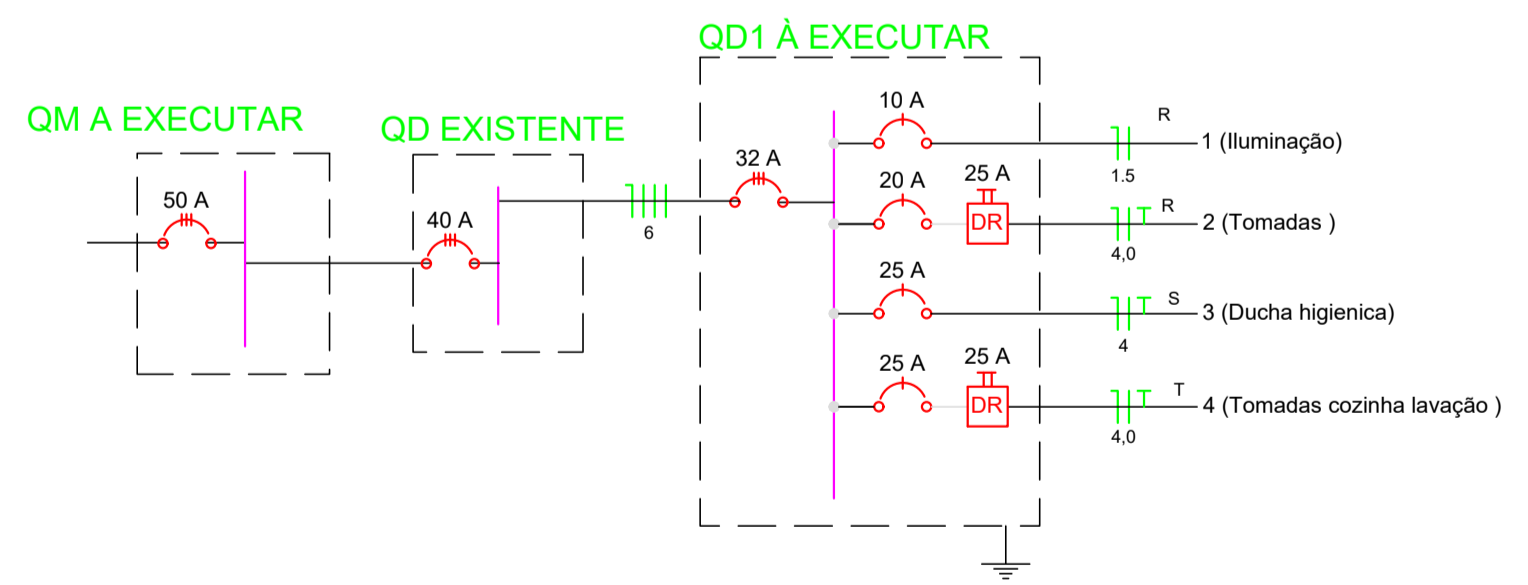 QD1 À EXECUTAR
QM A EXECUTAR
QD EXISTENTE
50 A
40 A
6
32 A
10 A
R
1.5
1 (Iluminação)
20 A
25 A
DR
R
4,0
2 (Tomadas )
25 A
S
4
3 (Ducha higienica)
25 A
25 A
DR
T
4,0
4 (Tomadas cozinha lavação )